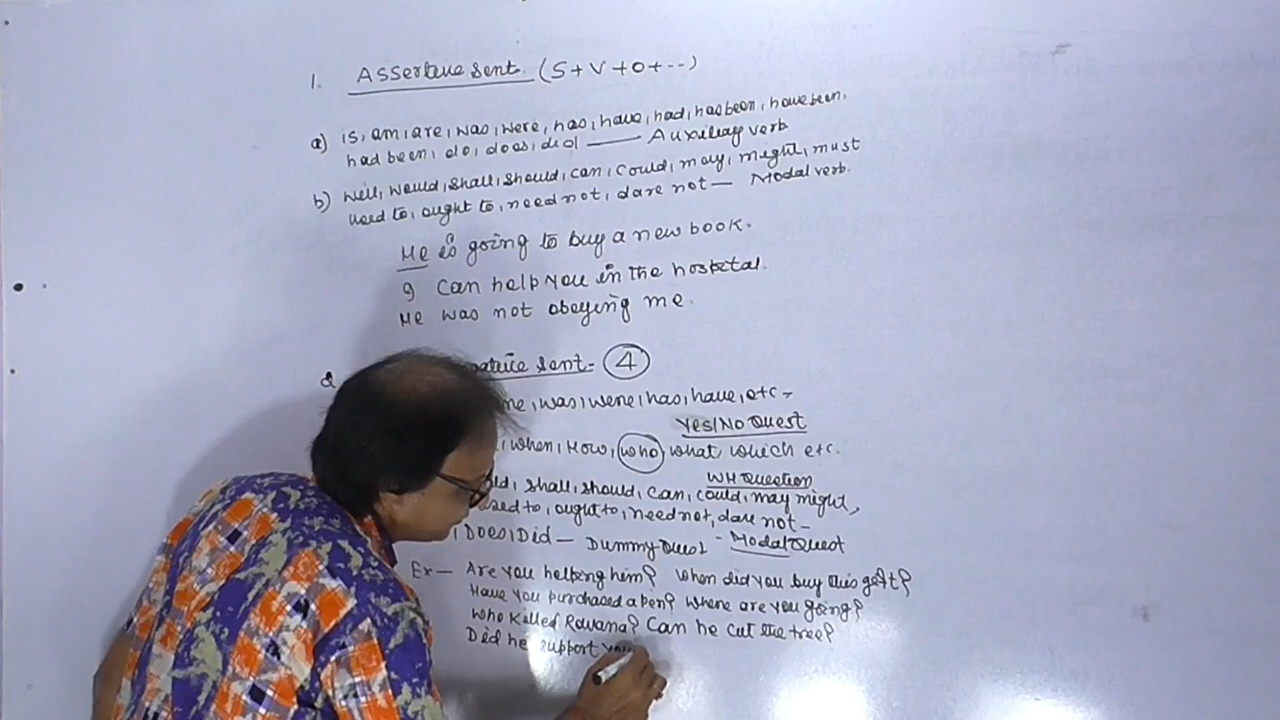 1. Assertive sent. (S+V+O+--)
a) is, am, are, was, were, has, have, had, has been, have been,
had been, do, does, did —— Auxiliary verb
b) Will, would, shall, should, can, could, may, might, must
used to, ought to, need not, dare not — Modal verb.
He is going to buy a new book.
I can help you in the hospital.
He was not obeying me.
sent- 4
was, were, has, have, etc -
Yes/No Quest
, when, How, who, what, which etc.
WH Question
shall, should, can, could, may might,
used to, ought to, need not, dare not -
, Does, Did — Dummy Quest - Modal Quest
Ex — Are you helping him? When did you buy this gift?
Have you purchased a pen? Where are you going?
Who killed Rawana? Can he cut the tree?
Did he support you